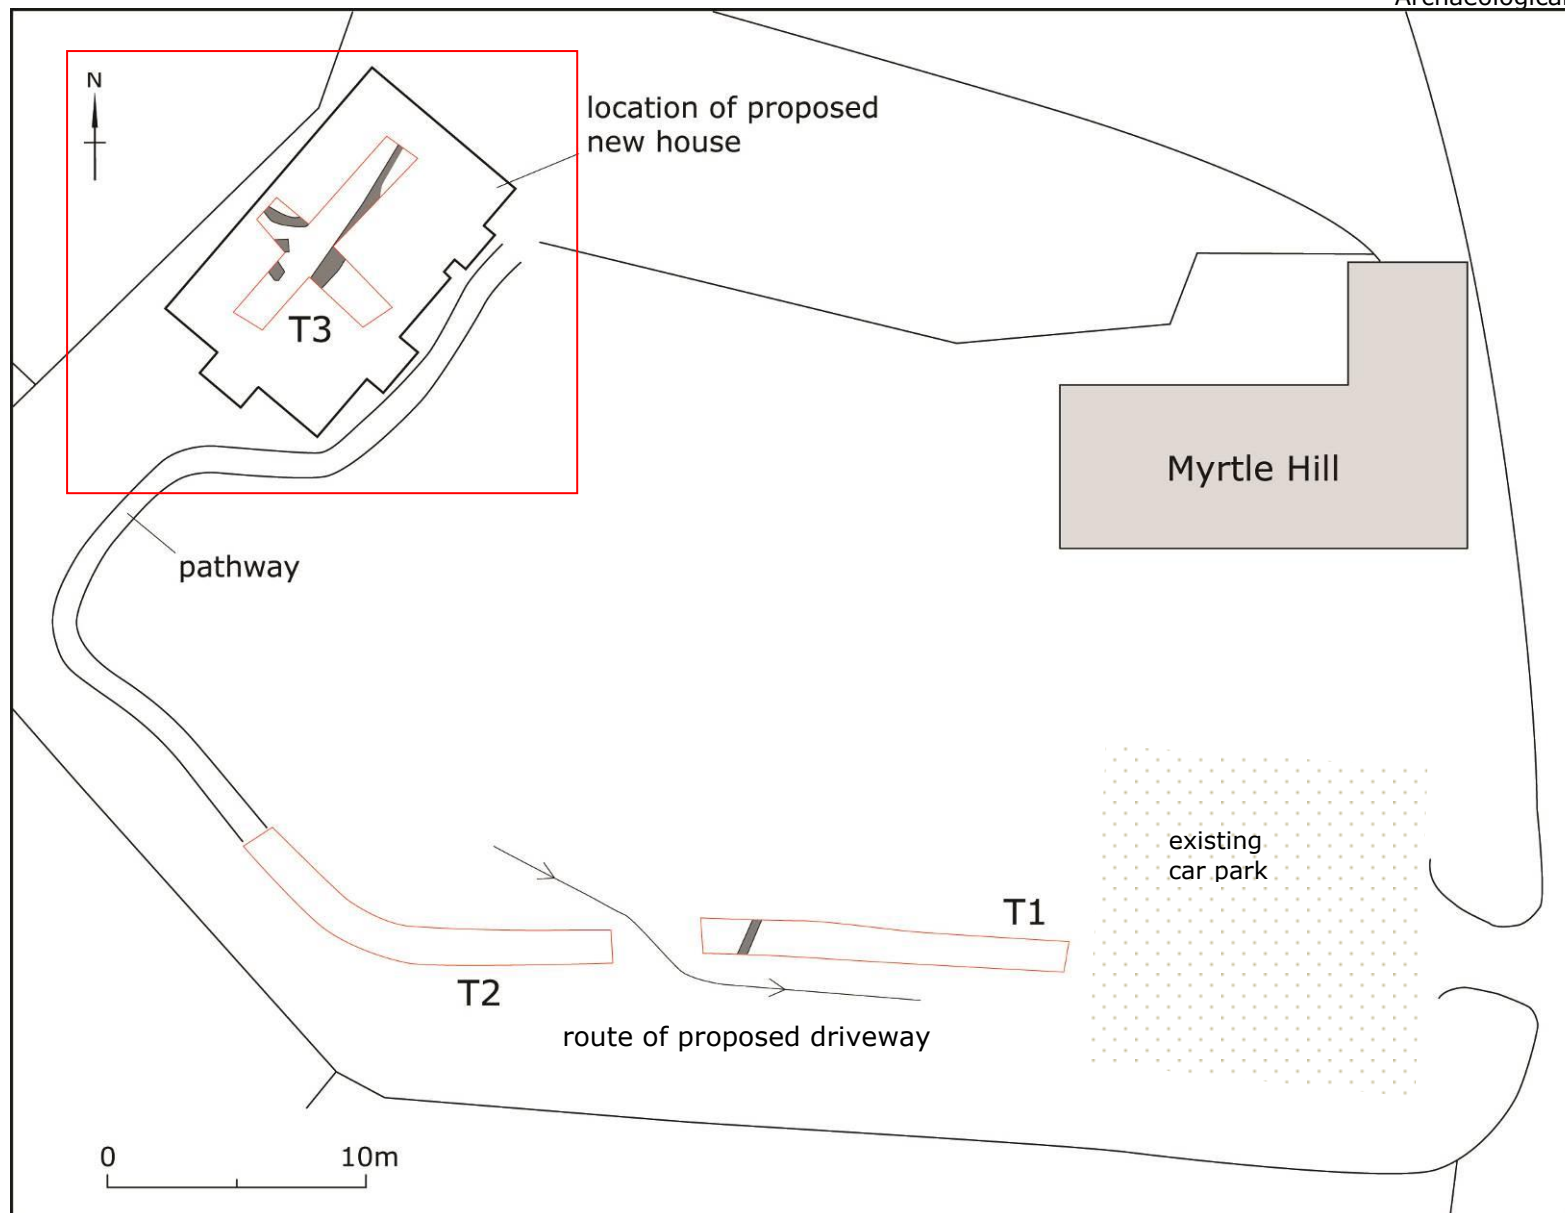 Archaeological
N
location of proposed
new house
T3
Myrtle Hill
pathway
existing
car park
T1
T2
route of proposed driveway
0 10m